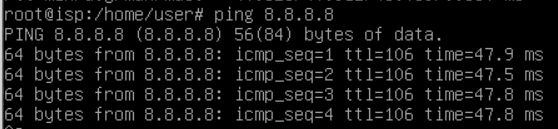 root@isp:/home/user# ping 8.8.8.8
PING 8.8.8.8 (8.8.8.8) 56(84) bytes of data.
64 bytes from 8.8.8.8: icmp_seq=1 ttl=106 time=47.9 ms
64 bytes from 8.8.8.8: icmp_seq=2 ttl=106 time=47.5 ms
64 bytes from 8.8.8.8: icmp_seq=3 ttl=106 time=47.8 ms
64 bytes from 8.8.8.8: icmp_seq=4 ttl=106 time=47.8 ms